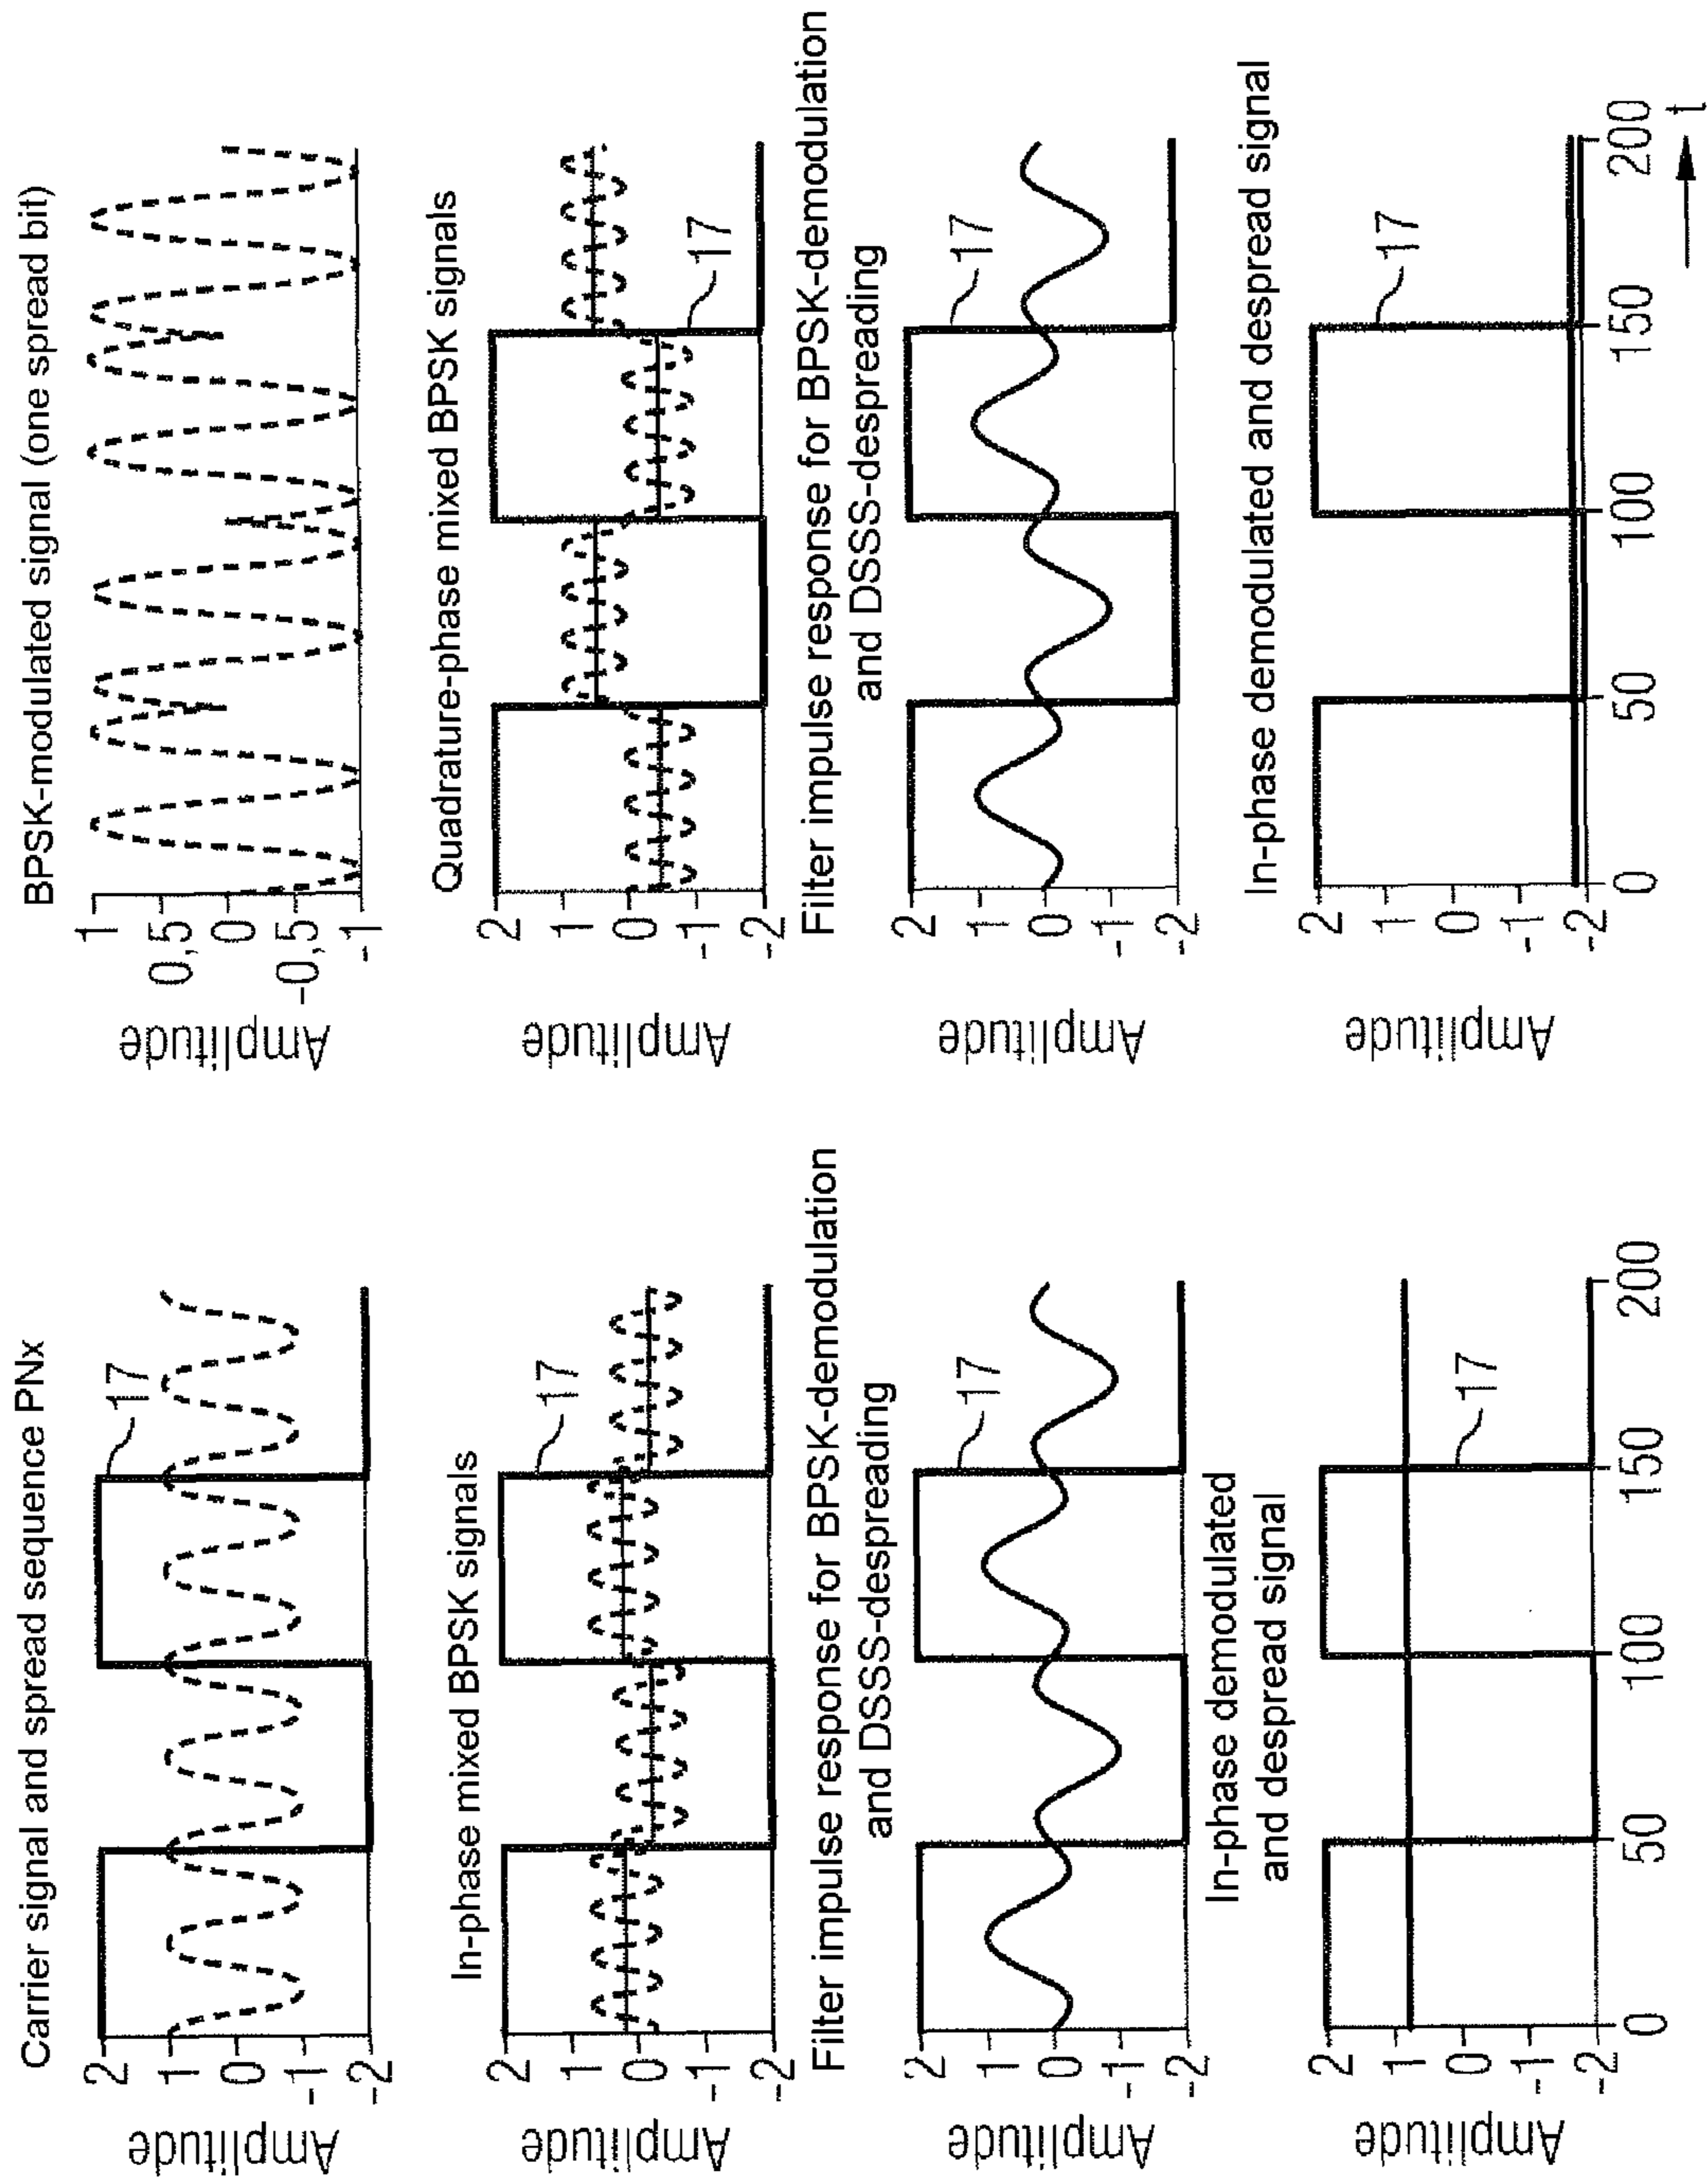 Carrier signal and spread sequence PNx
Amplitude
2
1
0
-1
-2
17
BPSK-modulated signal (one spread bit)
Amplitude
1
0,5
0
-0,5
-1
In-phase mixed BPSK signals
Amplitude
2
1
0
-1
-2
17
Quadrature-phase mixed BPSK signals
Amplitude
2
1
0
-1
-2
17
Filter impulse response for BPSK-demodulation
and DSSS-despreading
Amplitude
2
1
0
-1
-2
17
Filter impulse response for BPSK-demodulation
and DSSS-despreading
Amplitude
2
1
0
-1
-2
17
In-phase demodulated
and despread signal
Amplitude
2
1
0
-1
-2
17
0 50 100 150 200
In-phase demodulated and despread signal
Amplitude
2
1
0
-1
-2
17
0 50 100 150 200
t